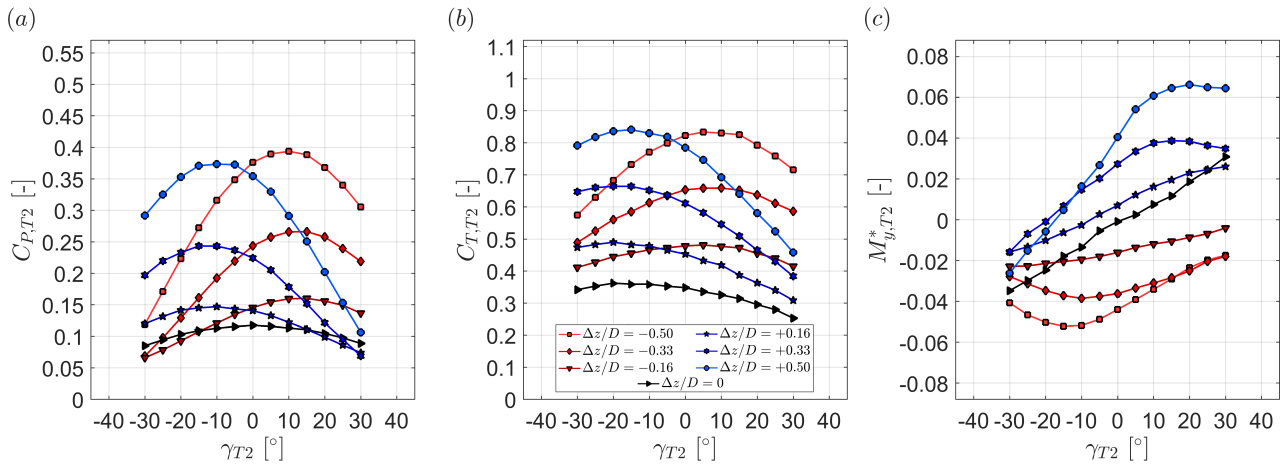 (a)
0.55
0.5
0.45
0.4
0.35
0.3
0.25
0.2
0.15
0.1
0.05
0
-40 -30 -20 -10 0 10 20 30 40
C_{P,T2} [-]
γ_{T2} [°]
(b)
1.1
1
0.9
0.8
0.7
0.6
0.5
0.4
0.3
0.2
0.1
0
-40 -30 -20 -10 0 10 20 30 40
C_{T,T2} [-]
γ_{T2} [°]
Δz/D = −0.50
Δz/D = −0.33
Δz/D = −0.16
Δz/D = +0.16
Δz/D = +0.33
Δz/D = +0.50
Δz/D = 0
(c)
0.08
0.06
0.04
0.02
0
-0.02
-0.04
-0.06
-0.08
-40 -30 -20 -10 0 10 20 30 40
M*_{y,T2} [-]
γ_{T2} [°]